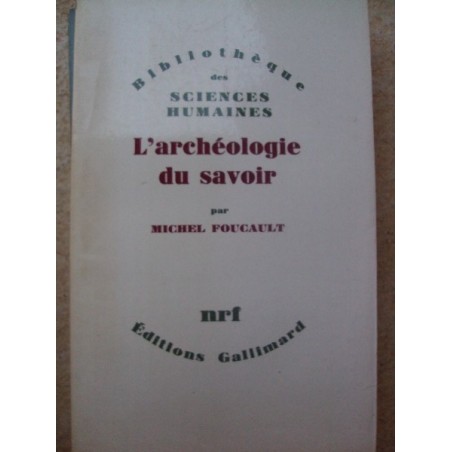 Bibliothèque
des
SCIENCES
HUMAINES
L'archéologie
du savoir
par
MICHEL FOUCAULT
nrf
Éditions Gallimard